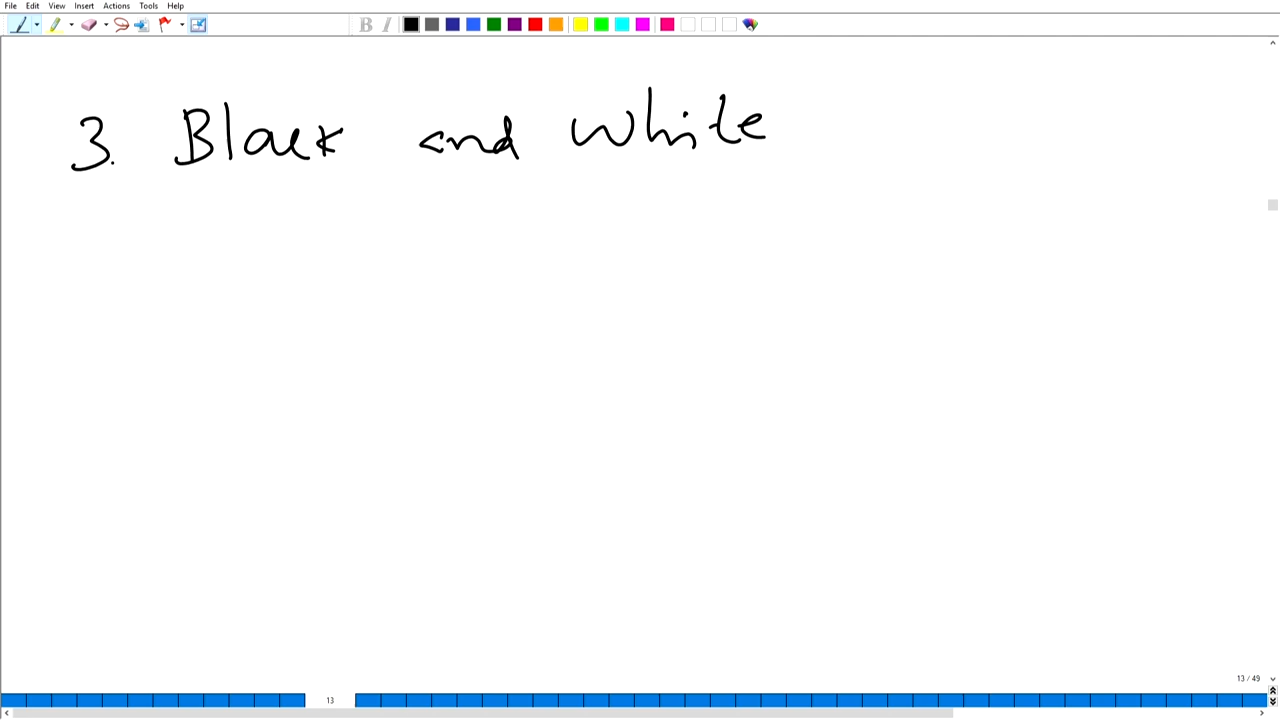 File Edit View Insert Actions Tools Help
B I
3. Black and White
13 / 49
13